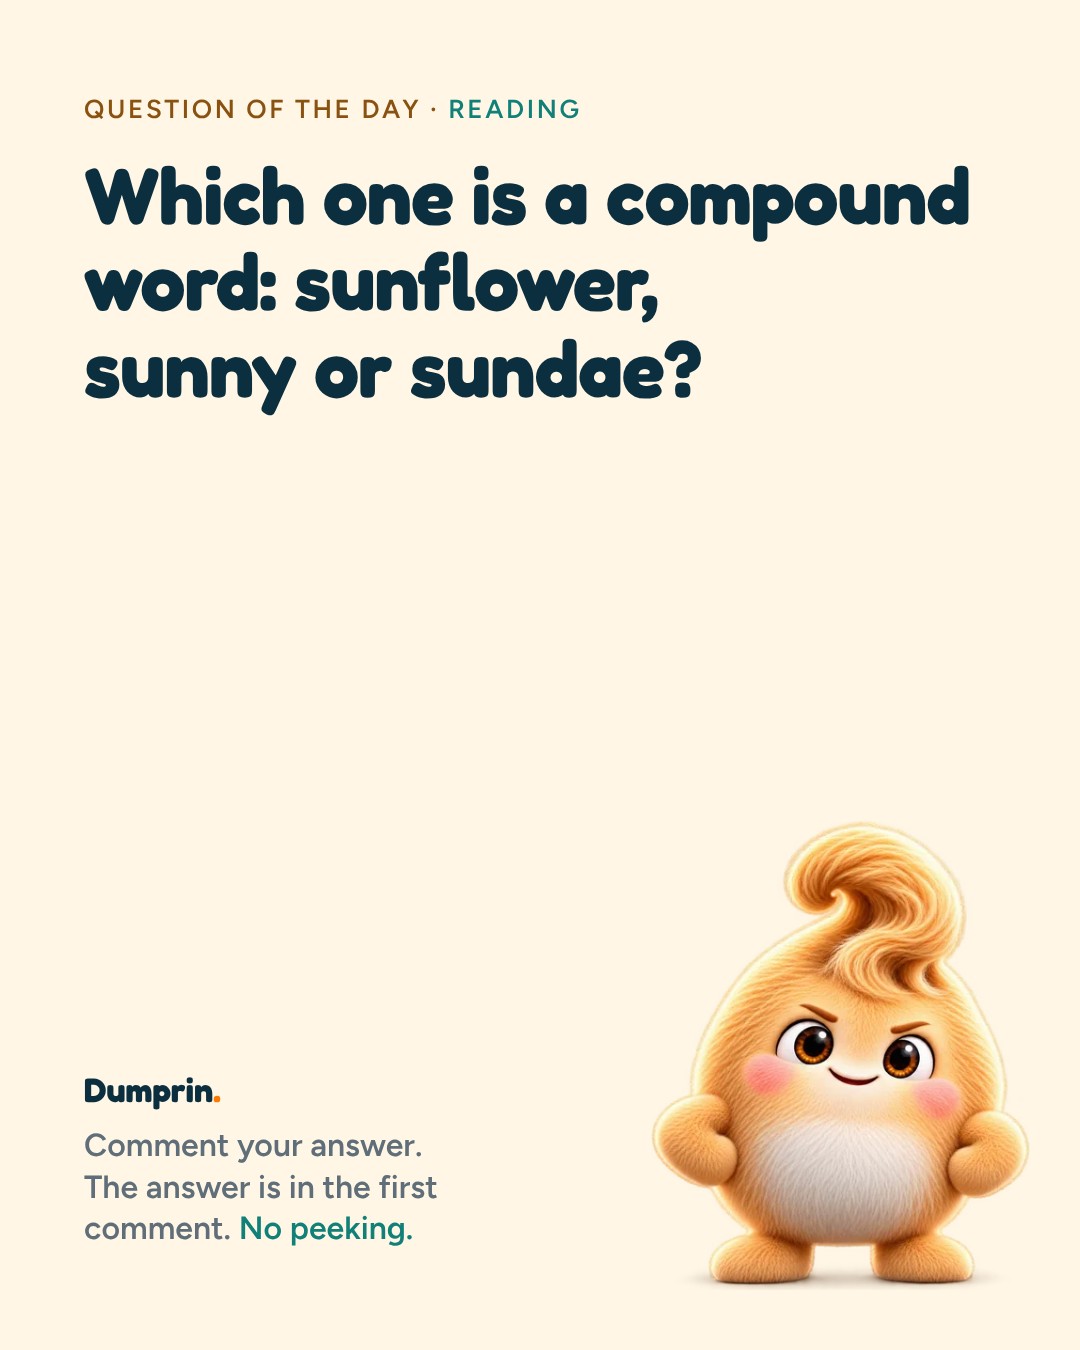 QUESTION OF THE DAY · READING
Which one is a compound
word: sunflower,
sunny or sundae?
Dumprin.
Comment your answer.
The answer is in the first
comment. No peeking.